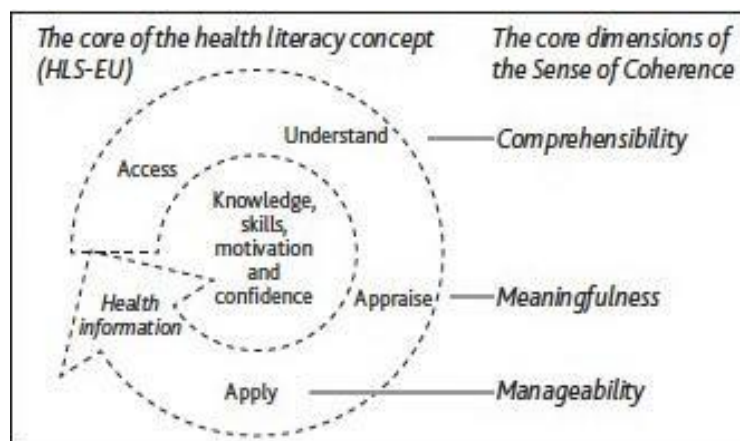 The core of the health literacy concept
(HLS-EU)
The core dimensions of
the Sense of Coherence
Understand
Comprehensibility
Access
Knowledge,
skills,
motivation
and
confidence
Health
information
Appraise
Meaningfulness
Apply
Manageability